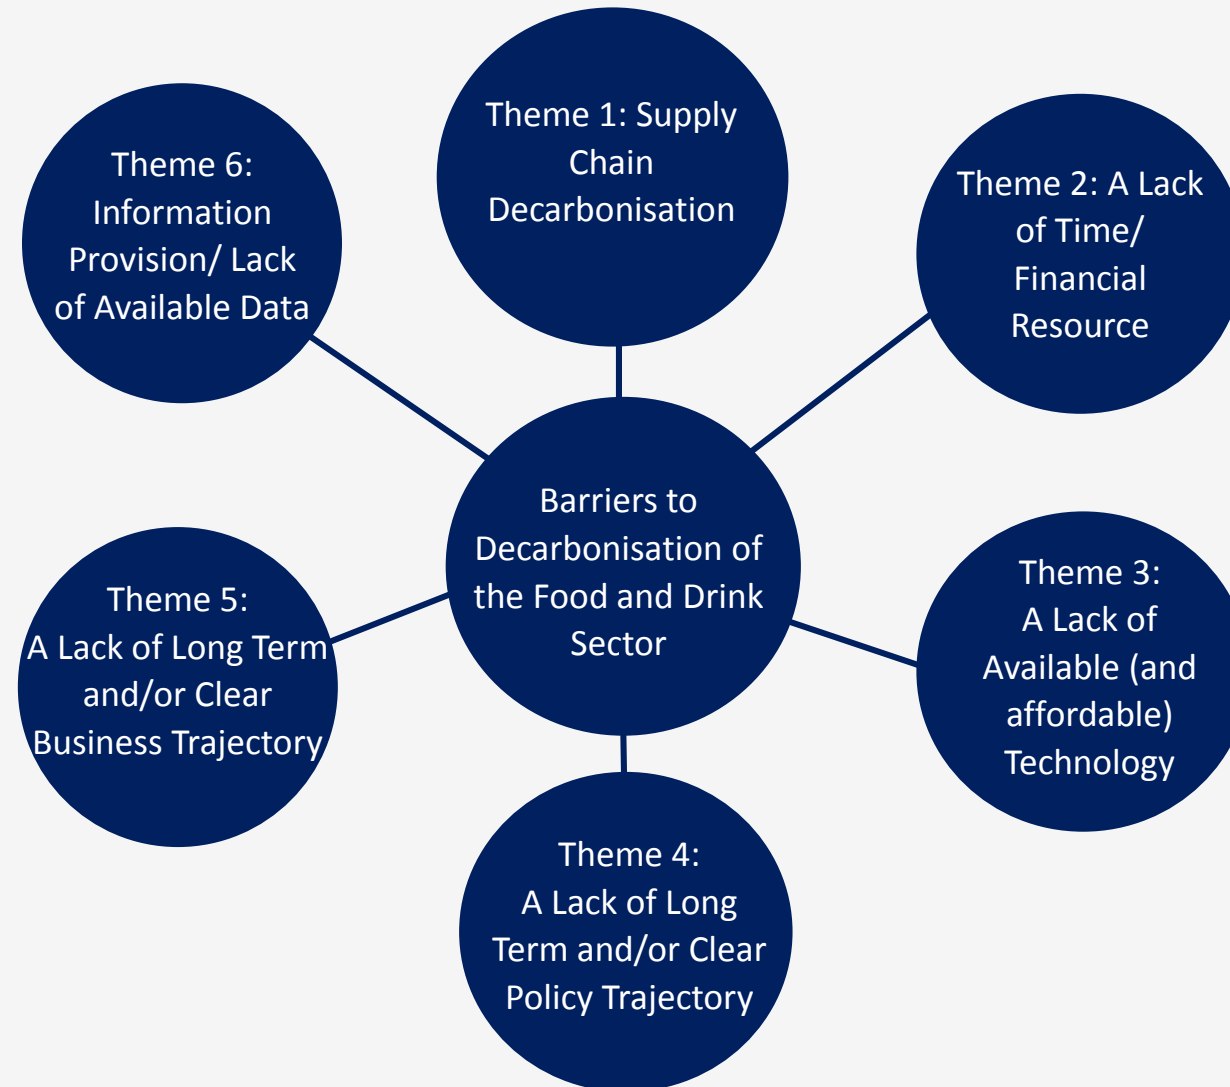 Theme 1: Supply
Chain
Decarbonisation
Theme 2: A Lack
of Time/
Financial
Resource
Theme 3:
A Lack of
Available (and
affordable)
Technology
Theme 4:
A Lack of Long
Term and/or Clear
Policy Trajectory
Theme 5:
A Lack of Long Term
and/or Clear
Business Trajectory
Theme 6:
Information
Provision/ Lack
of Available Data
Barriers to
Decarbonisation of
the Food and Drink
Sector